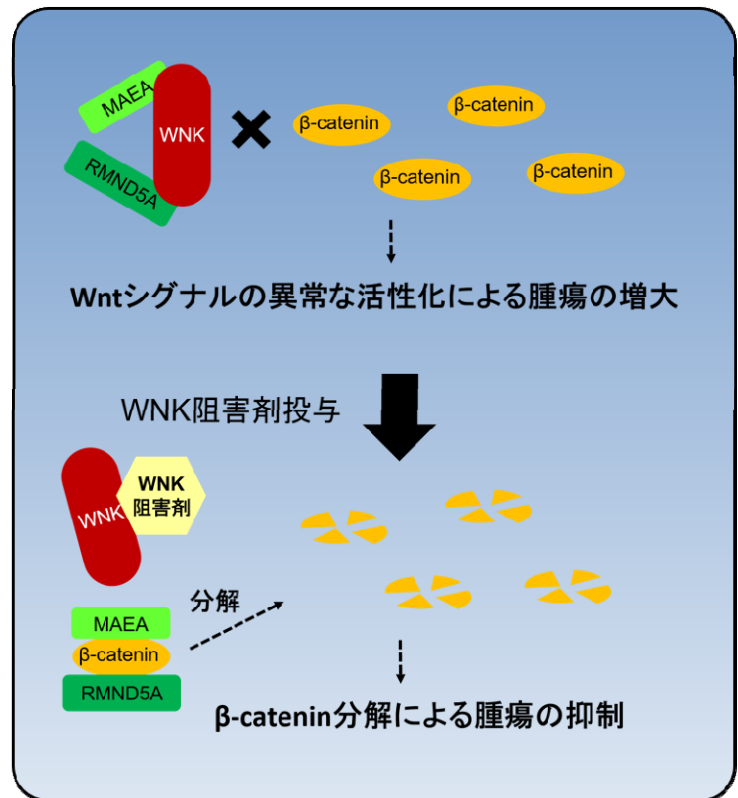 MAEA
WNK
RMND5A
β-catenin
β-catenin
β-catenin
β-catenin
Wntシグナルの異常な活性化による腫瘍の増大
WNK阻害剤投与
WNK
WNK
阻害剤
分解
MAEA
β-catenin
RMND5A
β-catenin分解による腫瘍の抑制